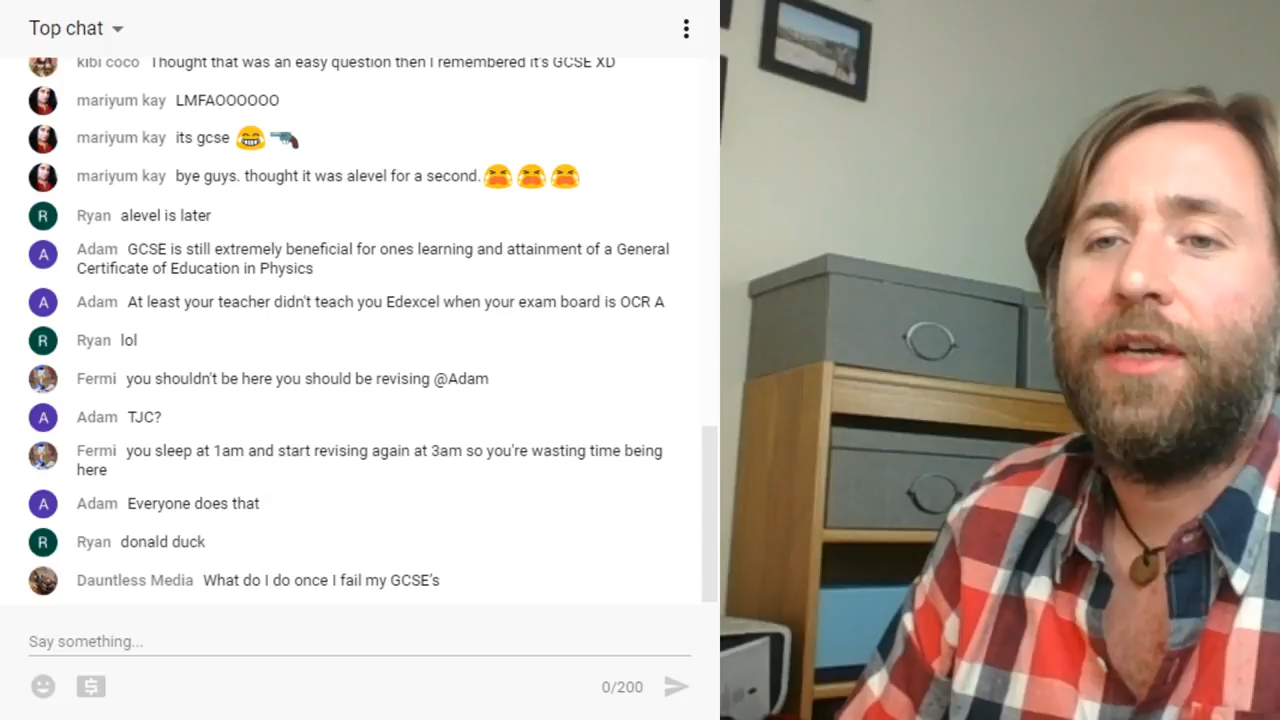 Top chat
kibi coco Thought that was an easy question then I remembered it's GCSE XD
mariyum kay LMFAOOOOOO
mariyum kay its gcse 😂🔫
mariyum kay bye guys. thought it was alevel for a second.😫😫😫
R Ryan alevel is later
A Adam GCSE is still extremely beneficial for ones learning and attainment of a General
Certificate of Education in Physics
A Adam At least your teacher didn't teach you Edexcel when your exam board is OCR A
R Ryan lol
Fermi you shouldn't be here you should be revising @Adam
A Adam TJC?
Fermi you sleep at 1am and start revising again at 3am so you're wasting time being
here
A Adam Everyone does that
R Ryan donald duck
Dauntless Media What do I do once I fail my GCSE's
Say something...
0/200